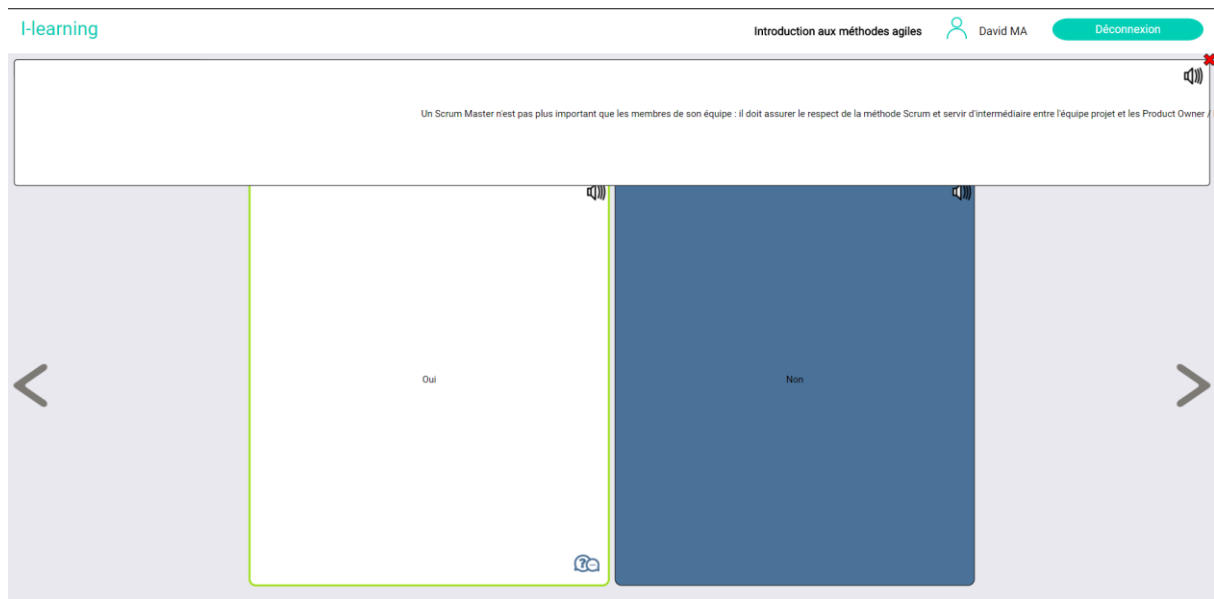 I-learning
Introduction aux méthodes agiles
David MA
Déconnexion
Un Scrum Master n'est pas plus important que les membres de son équipe : il doit assurer le respect de la méthode Scrum et servir d'intermédiaire entre l'équipe projet et les Product Owner /
Oui
Non